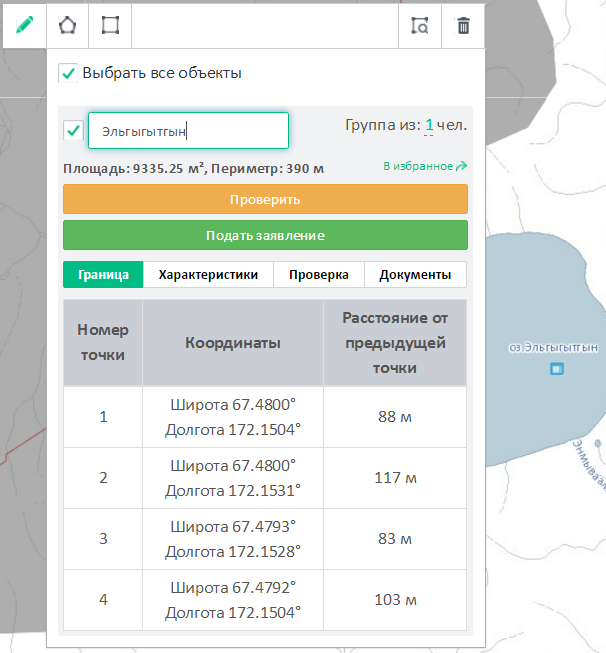 Выбрать все объекты
Эльгыгытгын
Группа из: 1 чел.
Площадь: 9335.25 м², Периметр: 390 м
В избранное
Проверить
Подать заявление
Граница Характеристики Проверка Документы
Номер точки Координаты Расстояние от предыдущей точки
1 Широта 67.4800° Долгота 172.1504° 88 м
2 Широта 67.4800° Долгота 172.1531° 117 м
3 Широта 67.4793° Долгота 172.1528° 83 м
4 Широта 67.4792° Долгота 172.1504° 103 м
оз.Эльгыгытгын